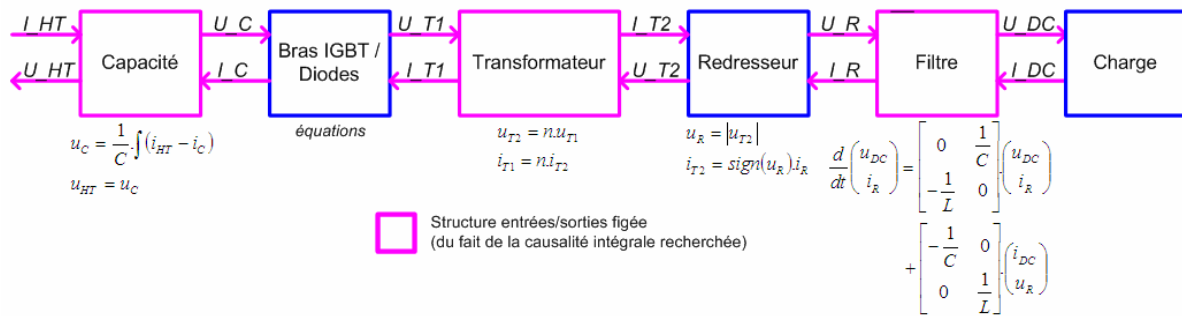 I_HT
U_C
U_T1
I_T2
U_R
U_DC
Capacité
Bras IGBT /
Diodes
Transformateur
Redresseur
Filtre
Charge
U_HT
I_C
I_T1
U_T2
I_R
I_DC
u_C = 1/C . ∫(i_HT − i_C)
u_HT = u_C
équations
u_T2 = n.u_T1
i_T1 = n.i_T2
u_R = |u_T2|
i_T2 = sign(u_R).i_R
d/dt (u_DC i_R) = [0 1/C −1/L 0] . (u_DC i_R)
+ [−1/C 0 0 1/L] . (i_DC u_R)
Structure entrées/sorties figée
(du fait de la causalité intégrale recherchée)